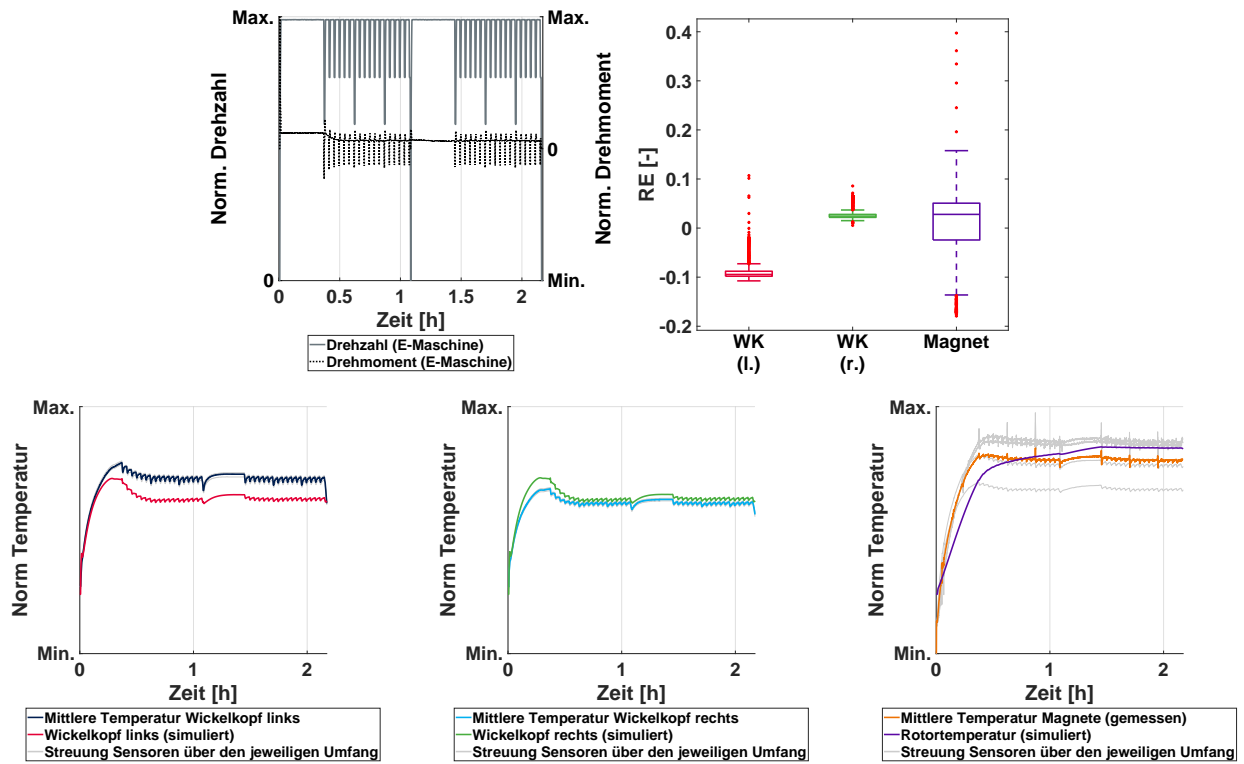 Max.
Norm. Drehzahl
0
0
0.5
1
1.5
2
Zeit [h]
Max.
0
Min.
Norm. Drehmoment
Drehzahl (E-Maschine)
Drehmoment (E-Maschine)
RE [-]
0.4
0.3
0.2
0.1
0
-0.1
-0.2
WK
(l.)
WK
(r.)
Magnet
Max.
Norm Temperatur
Min.
0
1
2
Zeit [h]
Mittlere Temperatur Wickelkopf links
Wickelkopf links (simuliert)
Streuung Sensoren über den jeweiligen Umfang
Max.
Norm Temperatur
Min.
0
1
2
Zeit [h]
Mittlere Temperatur Wickelkopf rechts
Wickelkopf rechts (simuliert)
Streuung Sensoren über den jeweiligen Umfang
Max.
Norm Temperatur
Min.
0
1
2
Zeit [h]
Mittlere Temperatur Magnete (gemessen)
Rotortemperatur (simuliert)
Streuung Sensoren über den jeweiligen Umfang